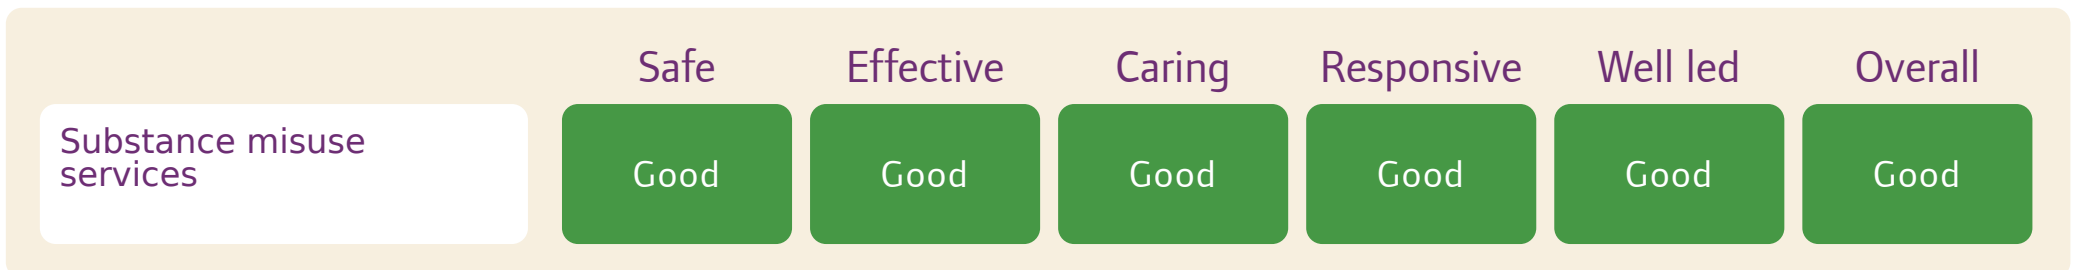 Safe Effective Caring Responsive Well led Overall
Substance misuse
services
Good Good Good Good Good Good